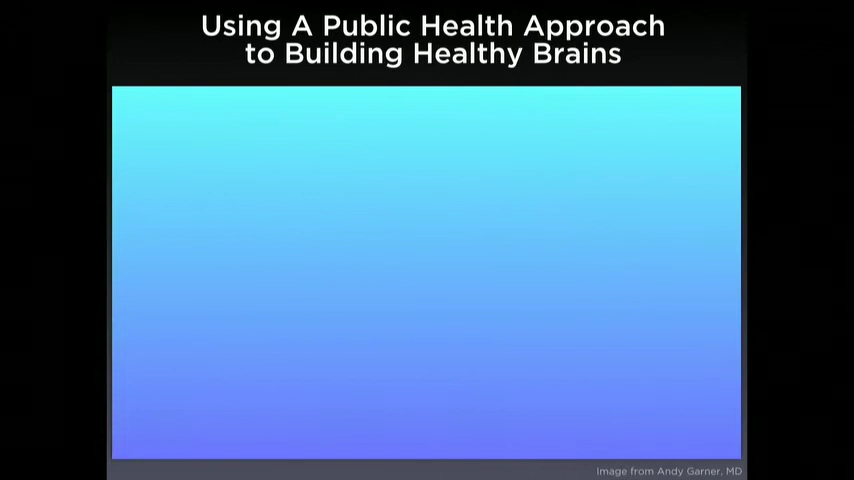 Using A Public Health Approach
to Building Healthy Brains
Image from Andy Garner, MD